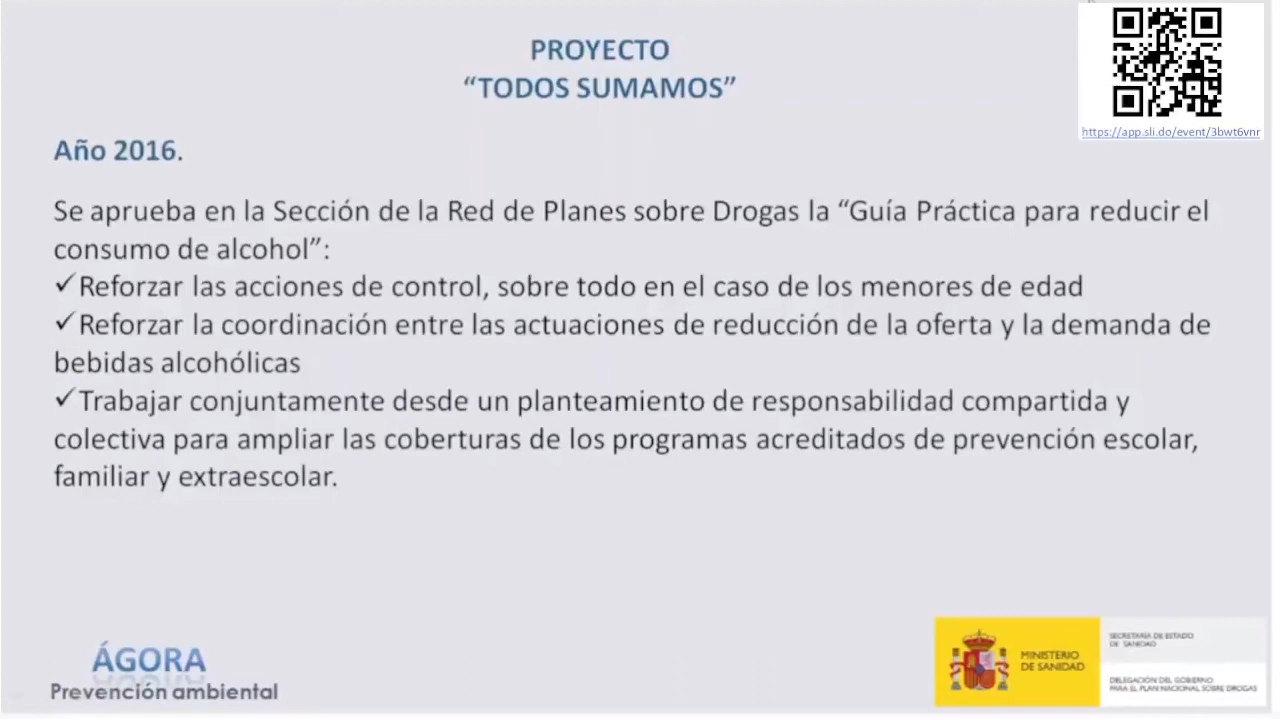 PROYECTO
“TODOS SUMAMOS”
https://app.sli.do/event/3bwt6vnr
Año 2016.
Se aprueba en la Sección de la Red de Planes sobre Drogas la “Guía Práctica para reducir el
consumo de alcohol”:
✓Reforzar las acciones de control, sobre todo en el caso de los menores de edad
✓Reforzar la coordinación entre las actuaciones de reducción de la oferta y la demanda de
bebidas alcohólicas
✓Trabajar conjuntamente desde un planteamiento de responsabilidad compartida y
colectiva para ampliar las coberturas de los programas acreditados de prevención escolar,
familiar y extraescolar.
ÁGORA
Prevención ambiental
MINISTERIO
DE SANIDAD
SECRETARÍA DE ESTADO
DE SANIDAD
DELEGACIÓN DEL GOBIERNO
PARA EL PLAN NACIONAL SOBRE DROGAS